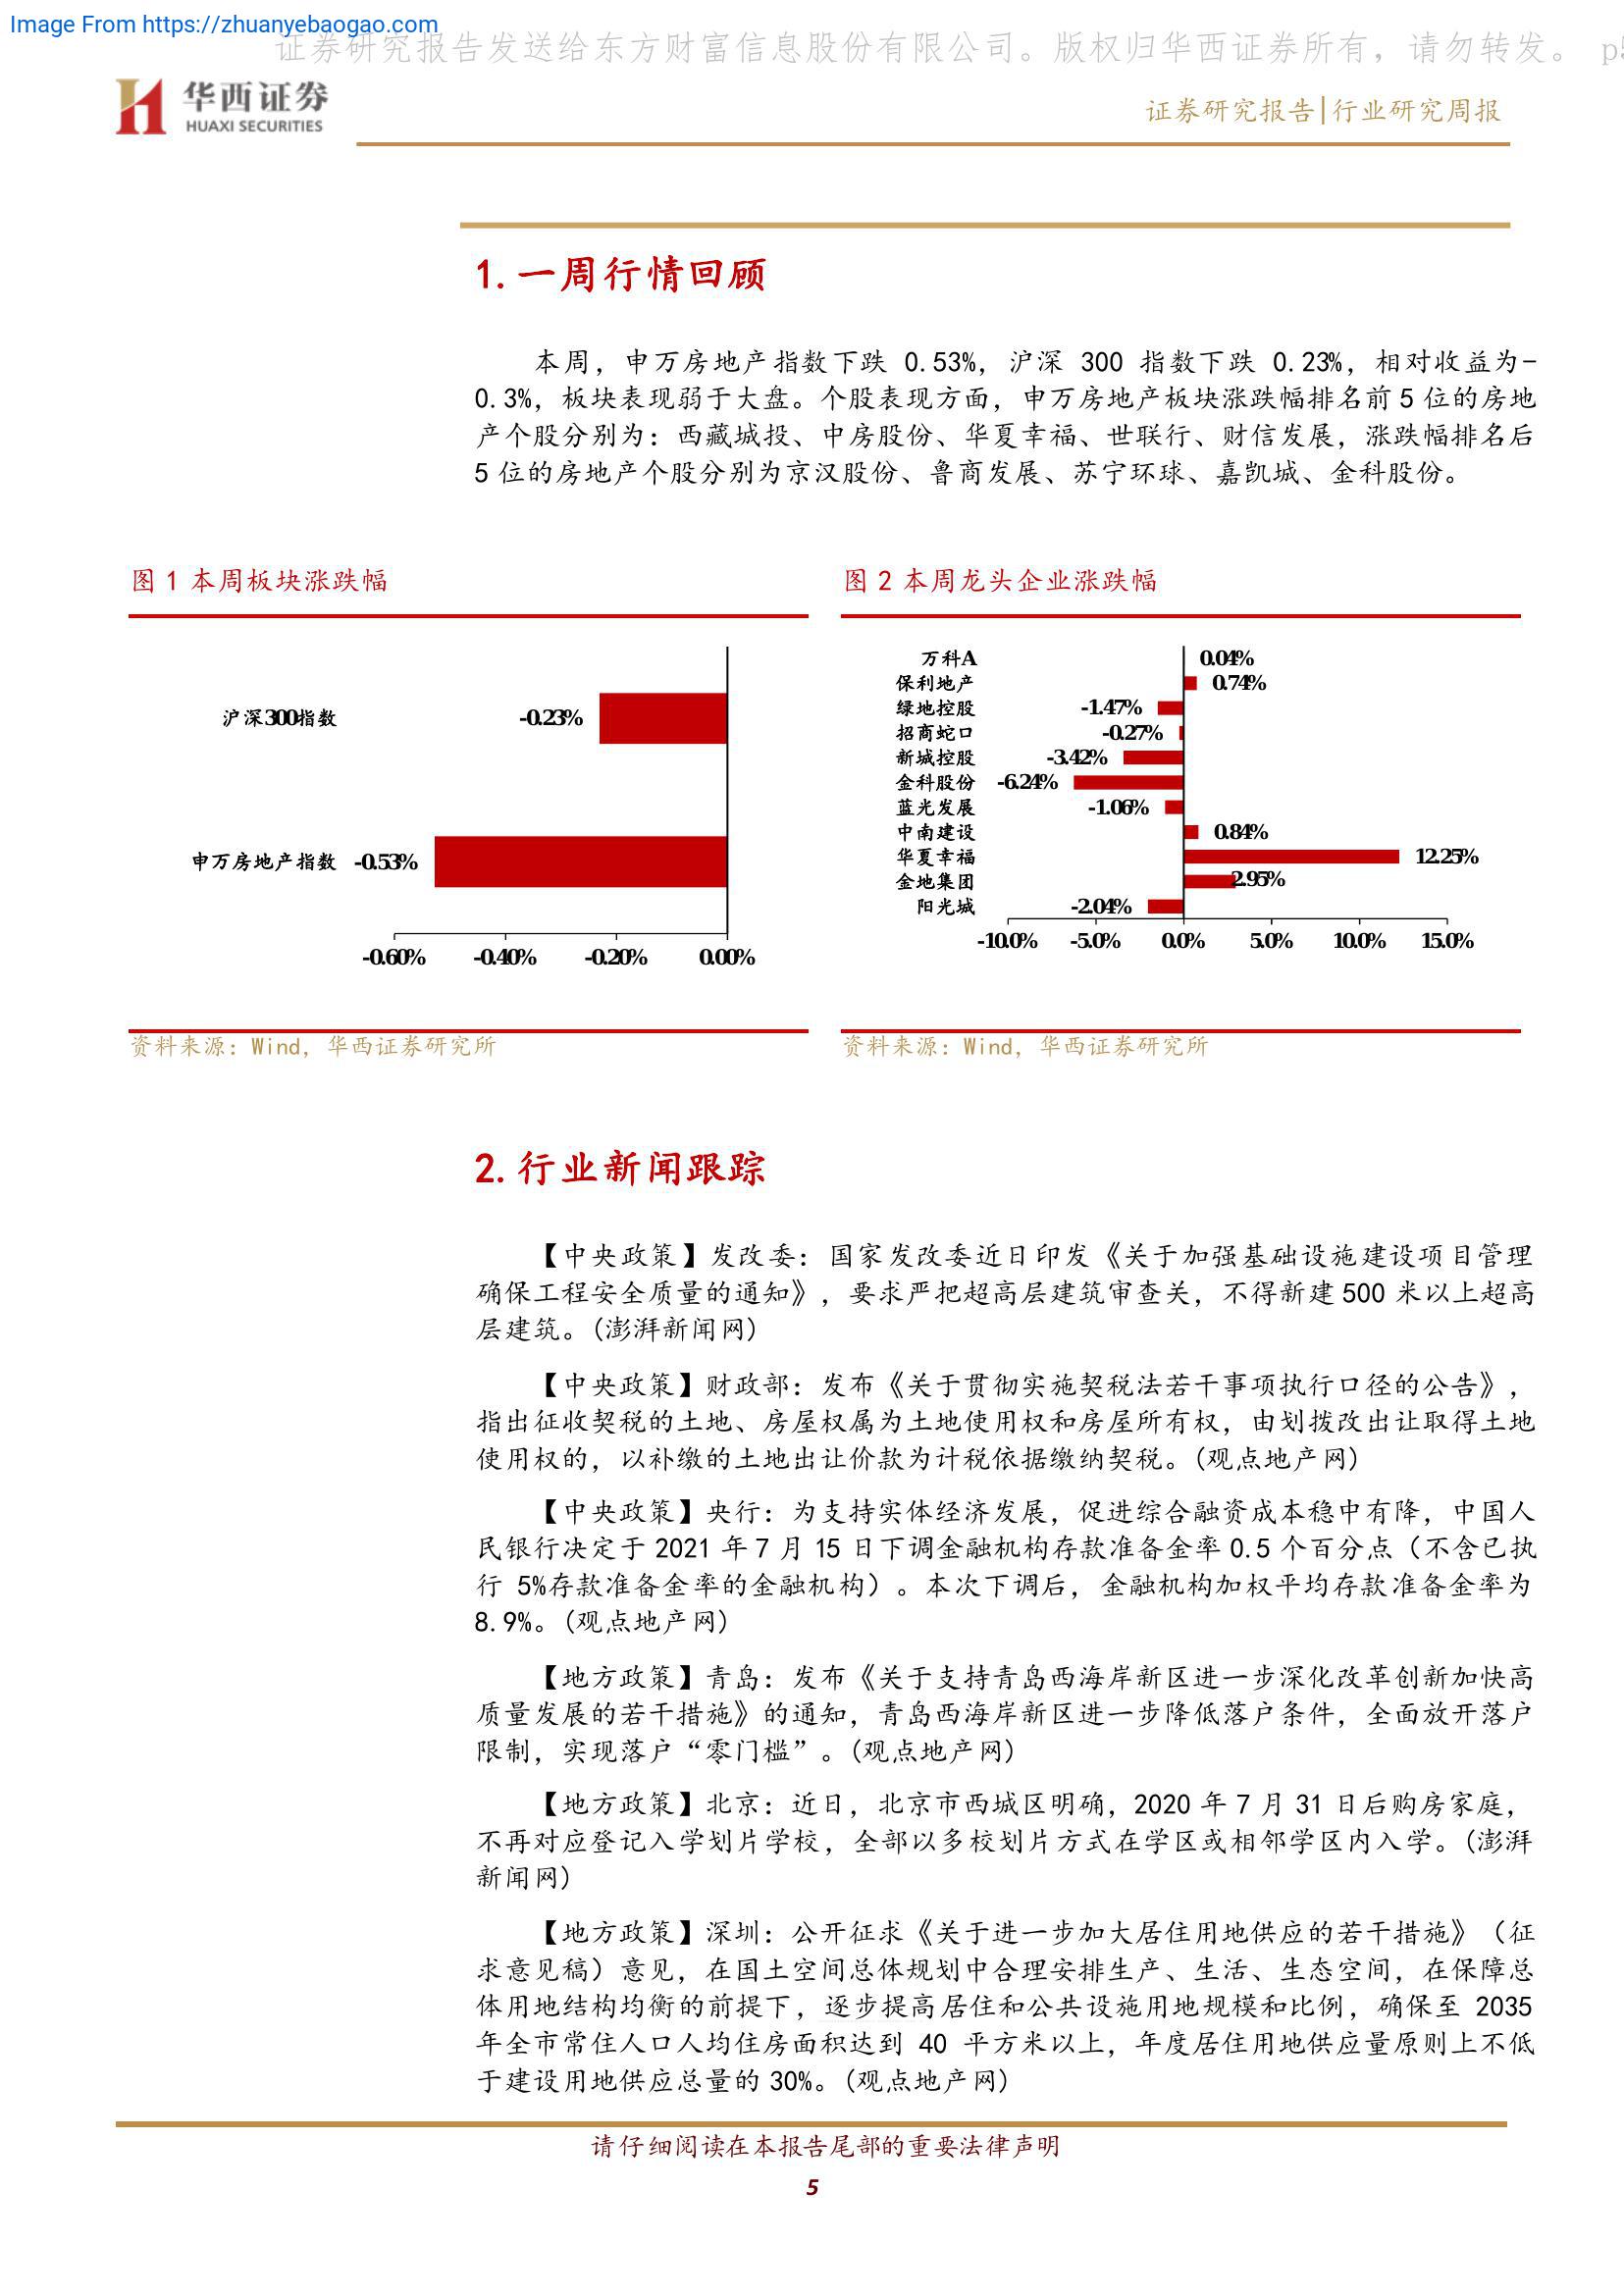 Image From https://zhuanyebaogao.com
证券研究报告发送给东方财富信息股份有限公司。版权归华西证券所有，请勿转发。 p5
华西证券
HUAXI SECURITIES
证券研究报告|行业研究周报
1.一周行情回顾
本周，申万房地产指数下跌 0.53%，沪深 300 指数下跌 0.23%，相对收益为-
0.3%，板块表现弱于大盘。个股表现方面，申万房地产板块涨跌幅排名前 5 位的房地
产个股分别为：西藏城投、中房股份、华夏幸福、世联行、财信发展，涨跌幅排名后
5 位的房地产个股分别为京汉股份、鲁商发展、苏宁环球、嘉凯城、金科股份。
图 1 本周板块涨跌幅
沪深300指数 -0.23%
申万房地产指数 -0.53%
-0.60% -0.40% -0.20% 0.00%
资料来源：Wind，华西证券研究所
图 2 本周龙头企业涨跌幅
万科A 0.04%
保利地产 0.74%
绿地控股 -1.47%
招商蛇口 -0.27%
新城控股 -3.42%
金科股份 -6.24%
蓝光发展 -1.06%
中南建设 0.84%
华夏幸福 12.25%
金地集团 2.95%
阳光城 -2.04%
-10.0% -5.0% 0.0% 5.0% 10.0% 15.0%
资料来源：Wind，华西证券研究所
2.行业新闻跟踪
【中央政策】发改委：国家发改委近日印发《关于加强基础设施建设项目管理
确保工程安全质量的通知》，要求严把超高层建筑审查关，不得新建 500 米以上超高
层建筑。(澎湃新闻网)
【中央政策】财政部：发布《关于贯彻实施契税法若干事项执行口径的公告》，
指出征收契税的土地、房屋权属为土地使用权和房屋所有权，由划拨改出让取得土地
使用权的，以补缴的土地出让价款为计税依据缴纳契税。(观点地产网)
【中央政策】央行：为支持实体经济发展，促进综合融资成本稳中有降，中国人
民银行决定于 2021 年 7 月 15 日下调金融机构存款准备金率 0.5 个百分点（不含已执
行 5%存款准备金率的金融机构）。本次下调后，金融机构加权平均存款准备金率为
8.9%。(观点地产网)
【地方政策】青岛：发布《关于支持青岛西海岸新区进一步深化改革创新加快高
质量发展的若干措施》的通知，青岛西海岸新区进一步降低落户条件，全面放开落户
限制，实现落户“零门槛”。(观点地产网)
【地方政策】北京：近日，北京市西城区明确，2020 年 7 月 31 日后购房家庭，
不再对应登记入学划片学校，全部以多校划片方式在学区或相邻学区内入学。(澎湃
新闻网)
【地方政策】深圳：公开征求《关于进一步加大居住用地供应的若干措施》（征
求意见稿）意见，在国土空间总体规划中合理安排生产、生活、生态空间，在保障总
体用地结构均衡的前提下，逐步提高居住和公共设施用地规模和比例，确保至 2035
年全市常住人口人均住房面积达到 40 平方米以上，年度居住用地供应量原则上不低
于建设用地供应总量的 30%。(观点地产网)
请仔细阅读在本报告尾部的重要法律声明
5